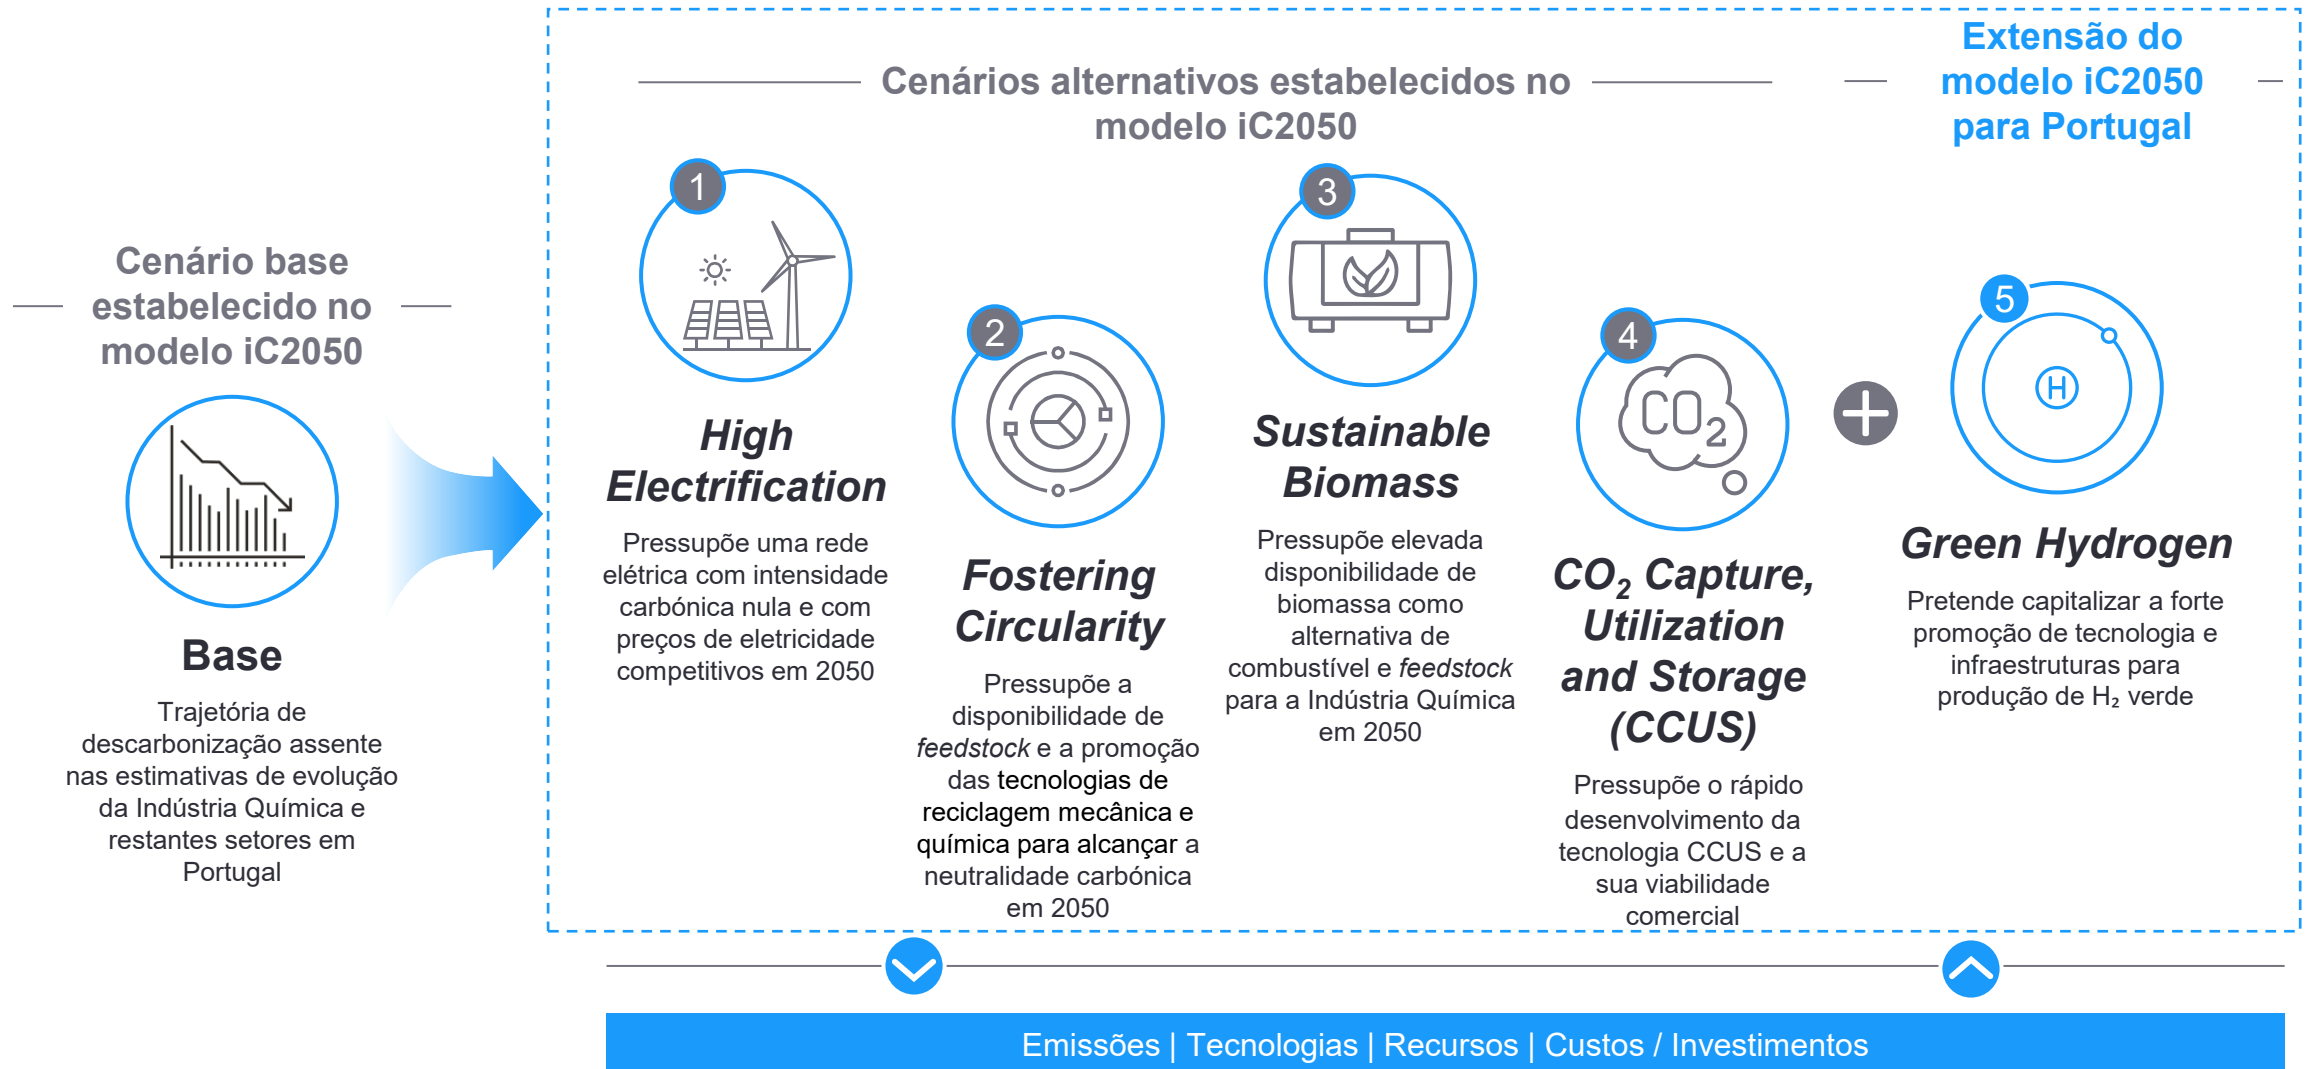 Cenário base
estabelecido no
modelo iC2050
Base
Trajetória de
descarbonização assente
nas estimativas de evolução
da Indústria Química e
restantes setores em
Portugal
Cenários alternativos estabelecidos no
modelo iC2050
1
High
Electrification
Pressupõe uma rede
elétrica com intensidade
carbónica nula e com
preços de eletricidade
competitivos em 2050
2
Fostering
Circularity
Pressupõe a
disponibilidade de
feedstock e a promoção
das tecnologias de
reciclagem mecânica e
química para alcançar a
neutralidade carbónica
em 2050
3
Sustainable
Biomass
Pressupõe elevada
disponibilidade de
biomassa como
alternativa de
combustível e feedstock
para a Indústria Química
em 2050
4
CO2
CO₂ Capture,
Utilization
and Storage
(CCUS)
Pressupõe o rápido
desenvolvimento da
tecnologia CCUS e a
sua viabilidade
comercial
Extensão do
modelo iC2050
para Portugal
5
H
Green Hydrogen
Pretende capitalizar a forte
promoção de tecnologia e
infraestruturas para
produção de H₂ verde
Emissões | Tecnologias | Recursos | Custos / Investimentos